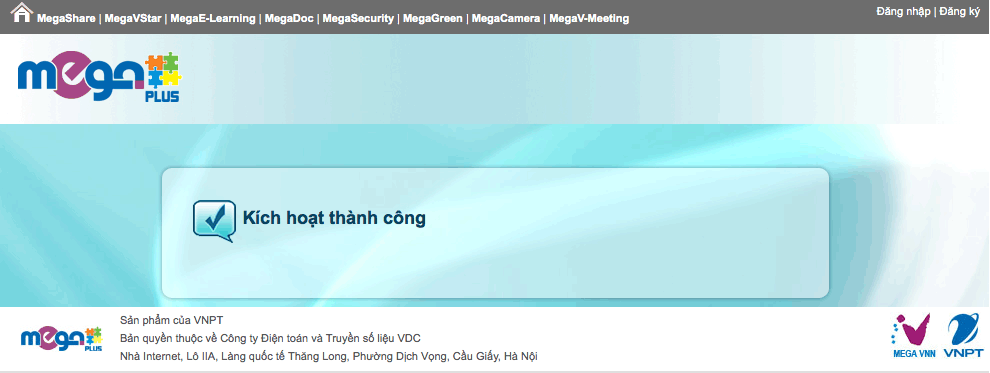 MegaShare | MegaVStar | MegaE-Learning | MegaDoc | MegaSecurity | MegaGreen | MegaCamera | MegaV-Meeting
Đăng nhập | Đăng ký
mega
PLUS
Kích hoạt thành công
mega
PLUS
Sản phẩm của VNPT
Bản quyền thuộc về Công ty Điện toán và Truyền số liệu VDC
Nhà Internet, Lô IIA, Làng quốc tế Thăng Long, Phường Dịch Vọng, Cầu Giấy, Hà Nội
MEGA VNN
VNPT